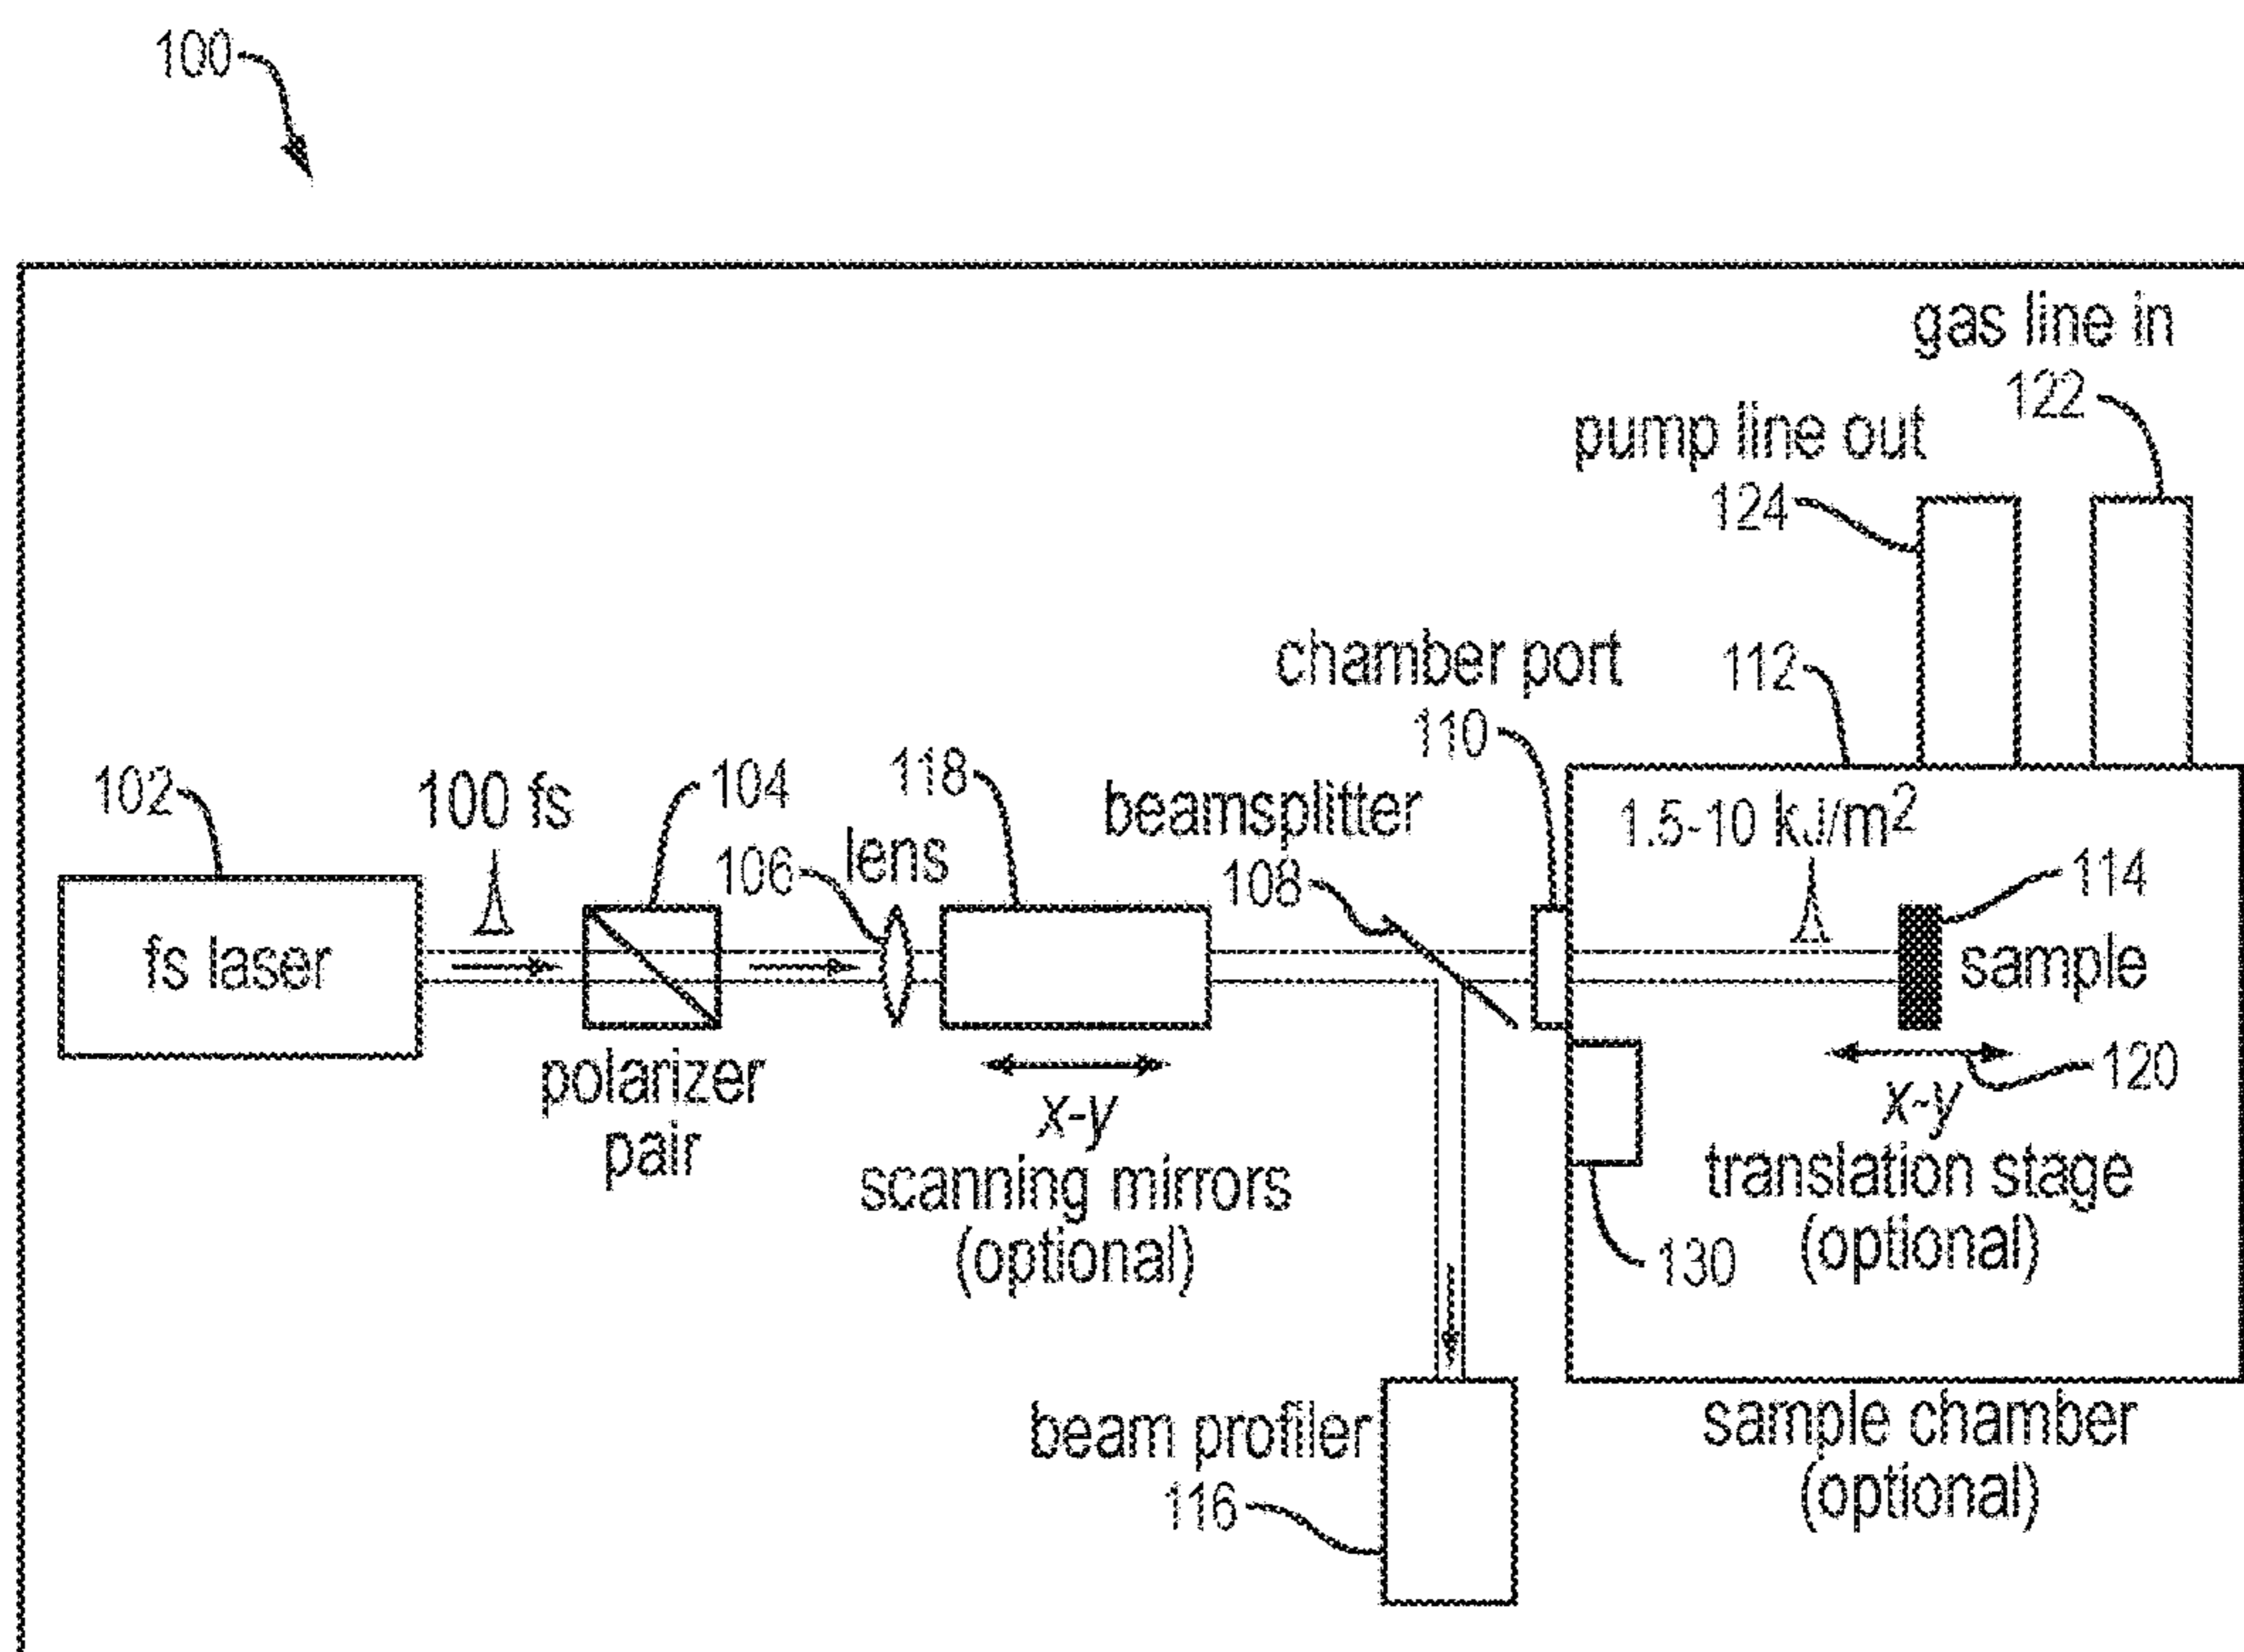 100
gas line in
122
pump line out
124
chamber port
110
112
102
100 fs
104
118
lens
106
beamsplitter
108
1.5-10 kJ/m²
114
fs laser
sample
polarizer
pair
x-y
scanning mirrors
(optional)
120
x-y
translation stage
(optional)
130
beam profiler
116
sample chamber
(optional)